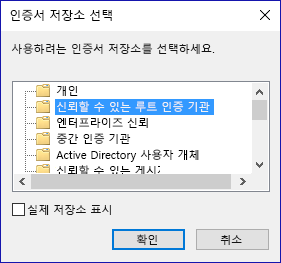 인증서 저장소 선택
사용하려는 인증서 저장소를 선택하세요.
개인
신뢰할 수 있는 루트 인증 기관
엔터프라이즈 신뢰
중간 인증 기관
Active Directory 사용자 개체
신뢰할 수 있는 게시자
실제 저장소 표시
확인
취소